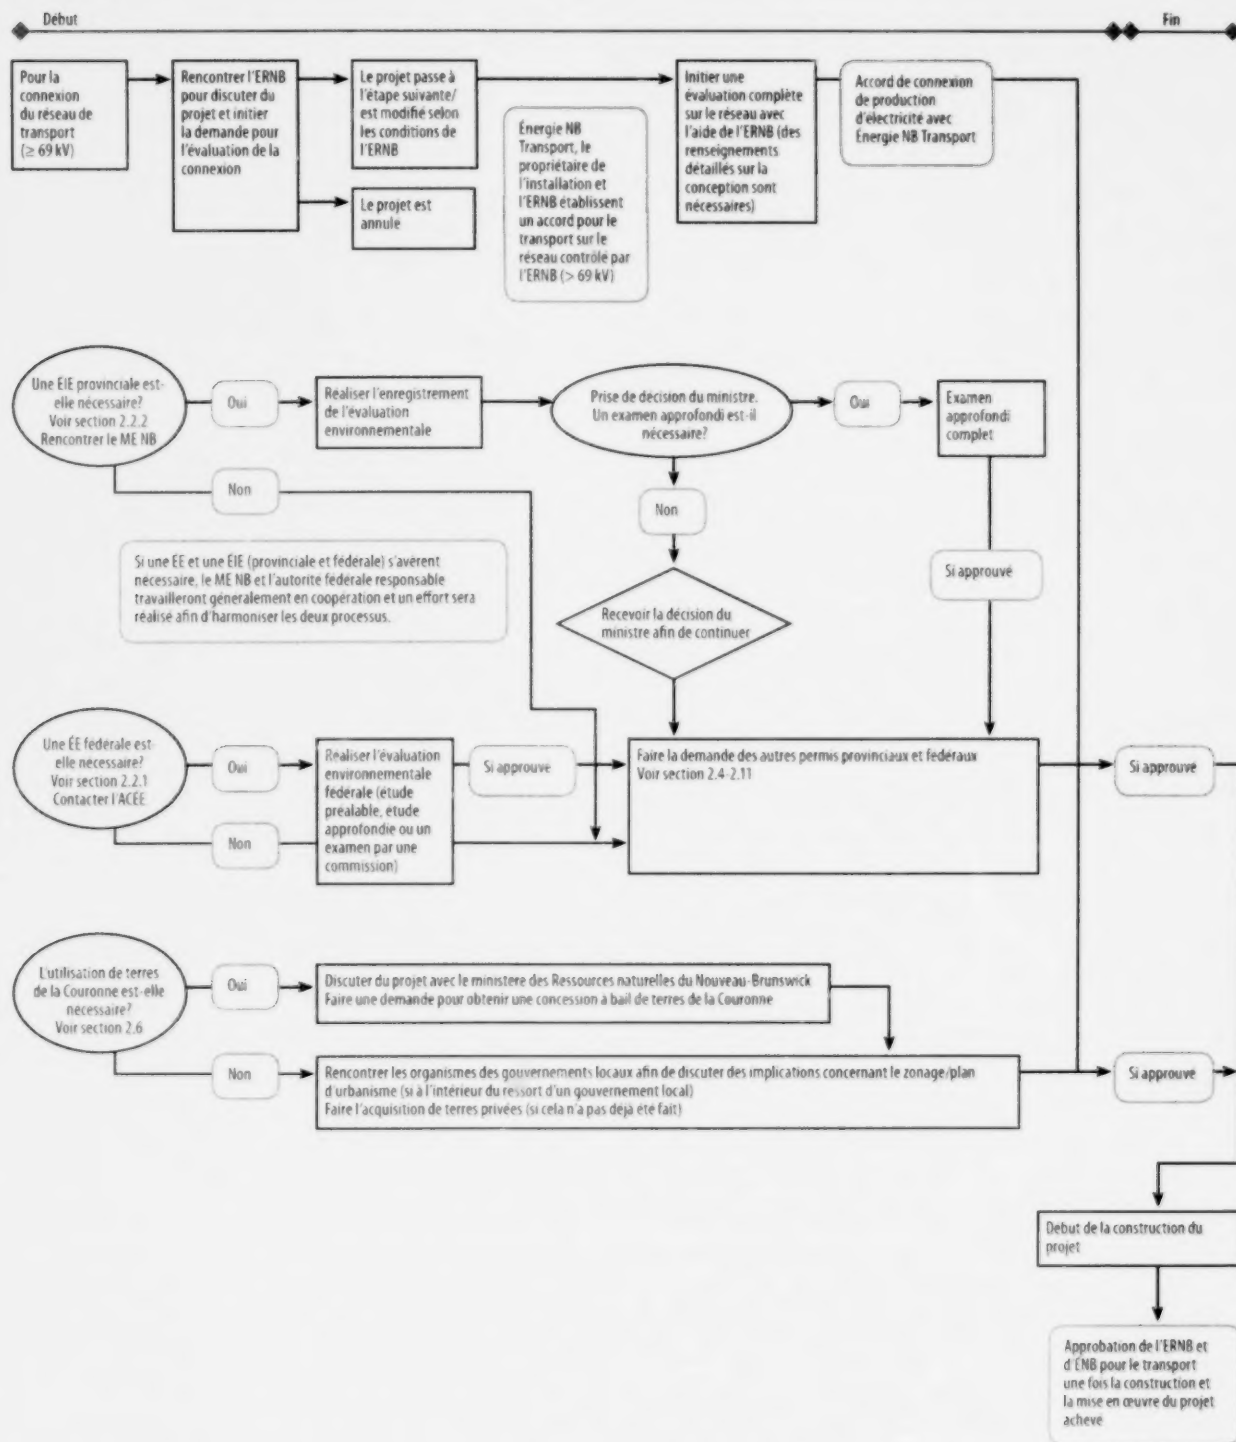 Début
Fin
Pour la
connexion
du réseau de
transport
(≥ 69 kV)
Rencontrer l'ERNB
pour discuter du
projet et initier
la demande pour
l'évaluation de la
connexion
Le projet passe à
l'étape suivante/
est modifié selon
les conditions de
l'ERNB
Le projet est
annulé
Énergie NB
Transport, le
propriétaire de
l'installation et
l'ERNB établissent
un accord pour le
transport sur le
réseau contrôlé par
l'ERNB (> 69 kV)
Initier une
évaluation complète
sur le réseau avec
l'aide de l'ERNB (des
renseignements
détaillés sur la
conception sont
nécessaires)
Accord de connexion
de production
d'électricité avec
Énergie NB Transport
Une ÉIE provinciale est-
elle nécessaire?
Voir section 2.2.2
Rencontrer le ME NB
Oui
Réaliser l'enregistrement
de l'évaluation
environnementale
Prise de décision du ministre.
Un examen approfondi est-il
nécessaire?
Oui
Examen
approfondi
complet
Non
Non
Si une ÉE et une ÉIE (provinciale et fédérale) s'avèrent
nécessaire, le ME NB et l'autorité fédérale responsable
travailleront généralement en coopération et un effort sera
réalisé afin d'harmoniser les deux processus.
Si approuvé
Recevoir la décision du
ministre afin de continuer
Une ÉE fédérale est-
elle nécessaire?
Voir section 2.2.1
Contacter l'ACÉE
Oui
Non
Réaliser l'évaluation
environnementale
fédérale (étude
préalable, étude
approfondie ou un
examen par une
commission)
Si approuvé
Faire la demande des autres permis provinciaux et fédéraux
Voir section 2.4-2.11
Si approuvé
L'utilisation de terres
de la Couronne est-elle
nécessaire?
Voir section 2.6
Oui
Discuter du projet avec le ministère des Ressources naturelles du Nouveau-Brunswick
Faire une demande pour obtenir une concession à bail de terres de la Couronne
Non
Rencontrer les organismes des gouvernements locaux afin de discuter des implications concernant le zonage/plan
d'urbanisme (si à l'intérieur du ressort d'un gouvernement local)
Faire l'acquisition de terres privées (si cela n'a pas déjà été fait)
Si approuvé
Début de la construction du
projet
Approbation de l'ERNB et
d'ÉNB pour le transport
une fois la construction et
la mise en œuvre du projet
achevé